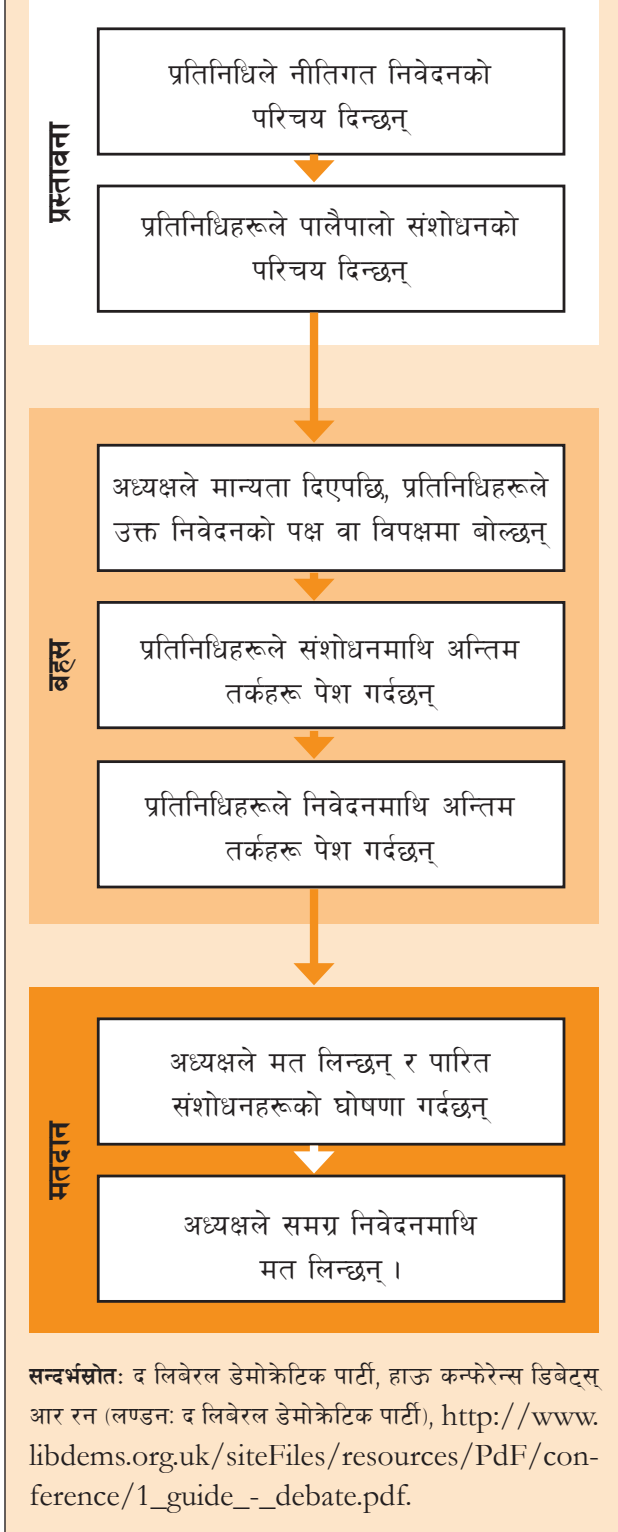 प्रस्तावना
प्रतिनिधिले नीतिगत निवेदनको
परिचय दिन्छन्
प्रतिनिधिहरूले पालैपालो संशोधनको
परिचय दिन्छन्
बहस
अध्यक्षले मान्यता दिएपछि, प्रतिनिधिहरूले
उक्त निवेदनको पक्ष वा विपक्षमा बोल्छन्
प्रतिनिधिहरूले संशोधनमाथि अन्तिम
तर्कहरू पेश गर्दछन्
प्रतिनिधिहरूले निवेदनमाथि अन्तिम
तर्कहरू पेश गर्दछन्
मतदान
अध्यक्षले मत लिन्छन् र पारित
संशोधनहरूको घोषणा गर्दछन्
अध्यक्षले समग्र निवेदनमाथि
मत लिन्छन् ।
सन्दर्भस्रोतः द लिबेरल डेमोक्रेटिक पार्टी, हाऊ कन्फेरेन्स डिबेट्स्
आर रन (लण्डनः द लिबेरल डेमोक्रेटिक पार्टी), http://www.
libdems.org.uk/siteFiles/resources/PdF/con-
ference/1_guide_-_debate.pdf.